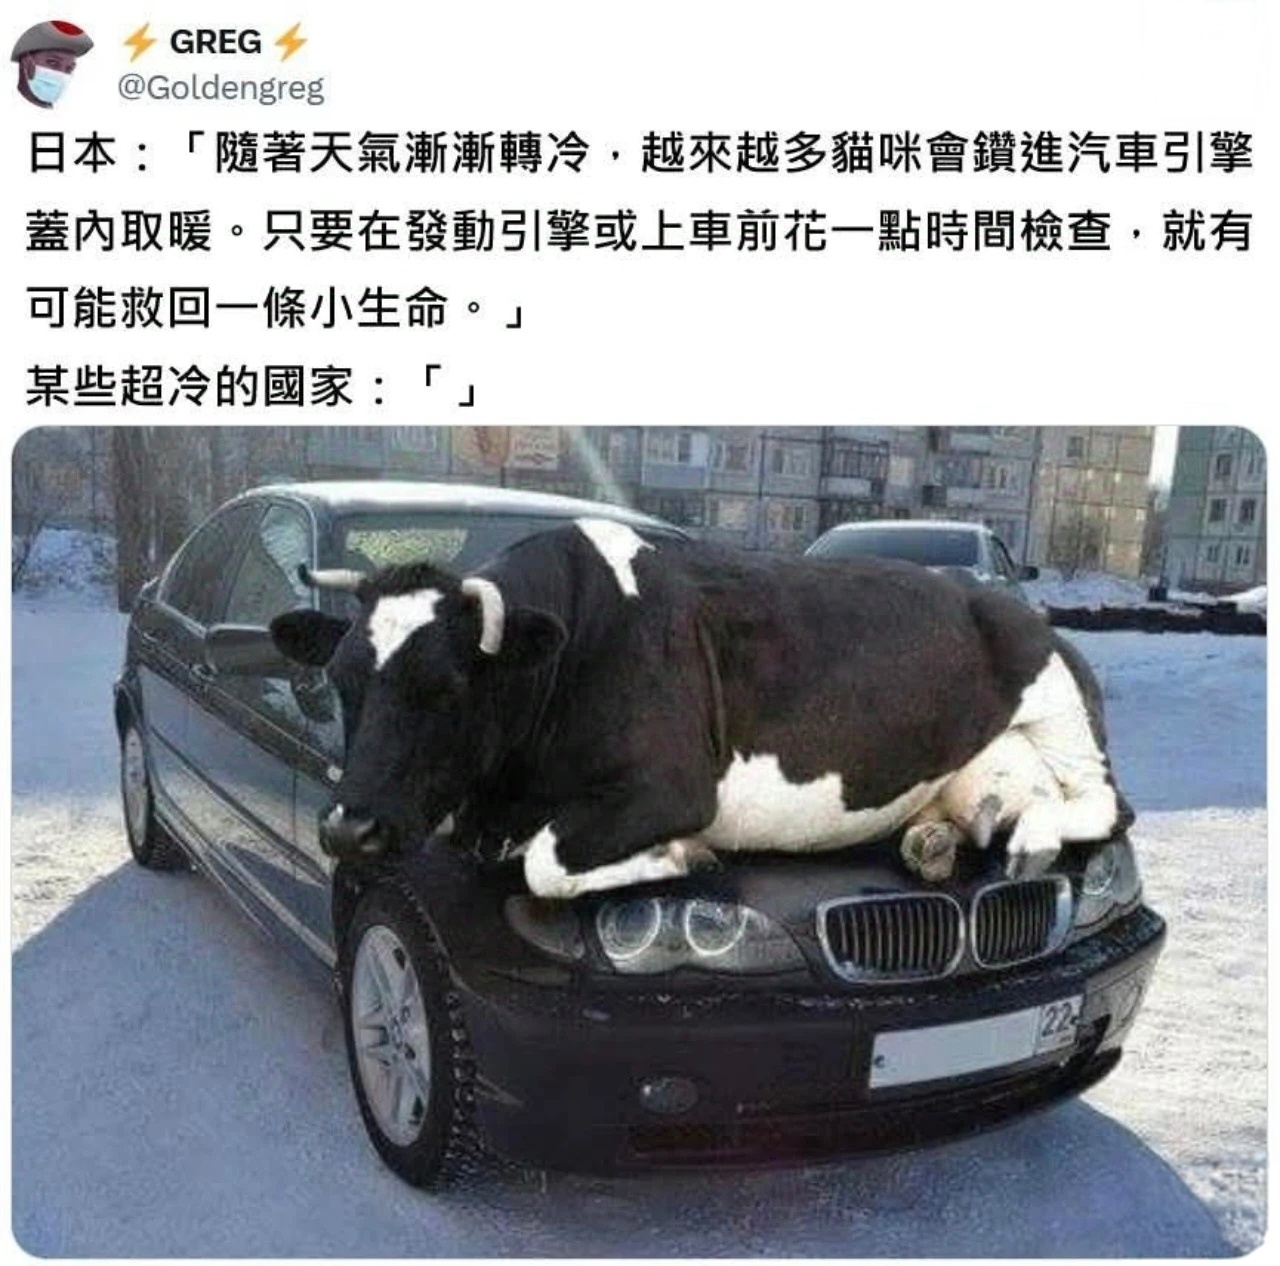 ⚡ GREG ⚡
@Goldengreg
日本：「隨著天氣漸漸轉冷，越來越多貓咪會鑽進汽車引擎
蓋內取暖。只要在發動引擎或上車前花一點時間檢查，就有
可能救回一條小生命。」
某些超冷的國家：「 」
22